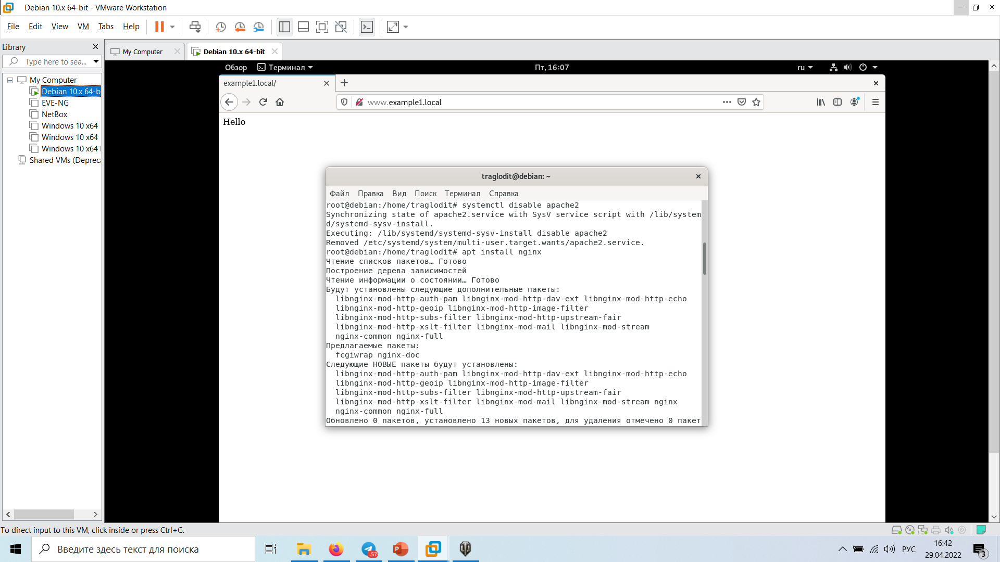 Debian 10.x 64-bit - VMware Workstation
File Edit View VM Tabs Help
Library
Type here to sea...
My Computer
Debian 10.x 64-b
EVE-NG
NetBox
Windows 10 x64
Windows 10 x64
Windows 10 x64
Shared VMs (Depreca
My Computer
Debian 10.x 64-bit
Обзор Терминал Пт, 16:07 ru
example1.local/
www.example1.local
Hello
traglodit@debian: ~
Файл Правка Вид Поиск Терминал Справка
root@debian:/home/traglodit# systemctl disable apache2
Synchronizing state of apache2.service with SysV service script with /lib/system
d/systemd-sysv-install.
Executing: /lib/systemd/systemd-sysv-install disable apache2
Removed /etc/systemd/system/multi-user.target.wants/apache2.service.
root@debian:/home/traglodit# apt install nginx
Чтение списков пакетов… Готово
Построение дерева зависимостей
Чтение информации о состоянии… Готово
Будут установлены следующие дополнительные пакеты:
libnginx-mod-http-auth-pam libnginx-mod-http-dav-ext libnginx-mod-http-echo
libnginx-mod-http-geoip libnginx-mod-http-image-filter
libnginx-mod-http-subs-filter libnginx-mod-http-upstream-fair
libnginx-mod-http-xslt-filter libnginx-mod-mail libnginx-mod-stream
nginx-common nginx-full
Предлагаемые пакеты:
fcgiwrap nginx-doc
Следующие НОВЫЕ пакеты будут установлены:
libnginx-mod-http-auth-pam libnginx-mod-http-dav-ext libnginx-mod-http-echo
libnginx-mod-http-geoip libnginx-mod-http-image-filter
libnginx-mod-http-subs-filter libnginx-mod-http-upstream-fair
libnginx-mod-http-xslt-filter libnginx-mod-mail libnginx-mod-stream nginx
nginx-common nginx-full
Обновлено 0 пакетов, установлено 13 новых пакетов, для удаления отмечено 0 пакет
To direct input to this VM, click inside or press Ctrl+G.
Введите здесь текст для поиска
РУС
16:42
29.04.2022
3